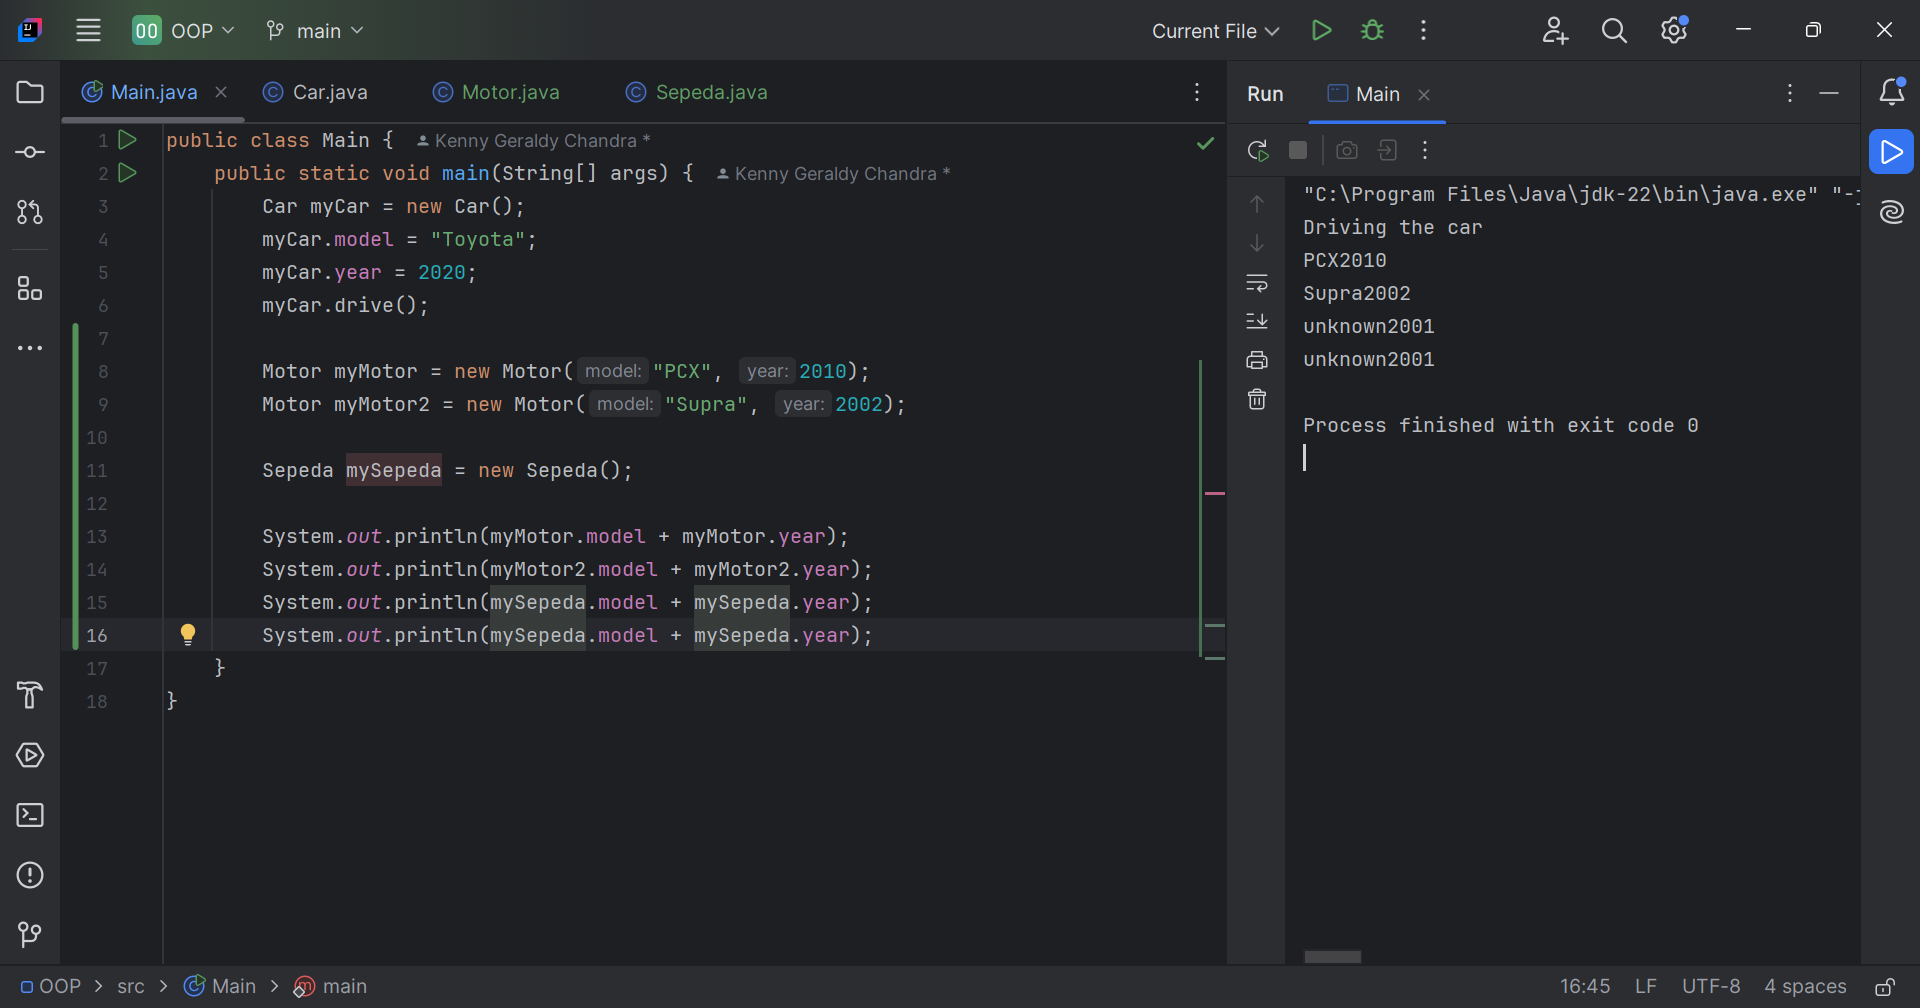 OOP main Current File
Main.java Car.java Motor.java Sepeda.java
1 public class Main { Kenny Geraldy Chandra *
2 public static void main(String[] args) { Kenny Geraldy Chandra *
3 Car myCar = new Car();
4 myCar.model = "Toyota";
5 myCar.year = 2020;
6 myCar.drive();
7
8 Motor myMotor = new Motor( model: "PCX", year: 2010);
9 Motor myMotor2 = new Motor( model: "Supra", year: 2002);
10
11 Sepeda mySepeda = new Sepeda();
12
13 System.out.println(myMotor.model + myMotor.year);
14 System.out.println(myMotor2.model + myMotor2.year);
15 System.out.println(mySepeda.model + mySepeda.year);
16 System.out.println(mySepeda.model + mySepeda.year);
17 }
18 }
Run Main
"C:\Program Files\Java\jdk-22\bin\java.exe" "-j
Driving the car
PCX2010
Supra2002
unknown2001
unknown2001
Process finished with exit code 0
OOP > src > Main > main
16:45 LF UTF-8 4 spaces